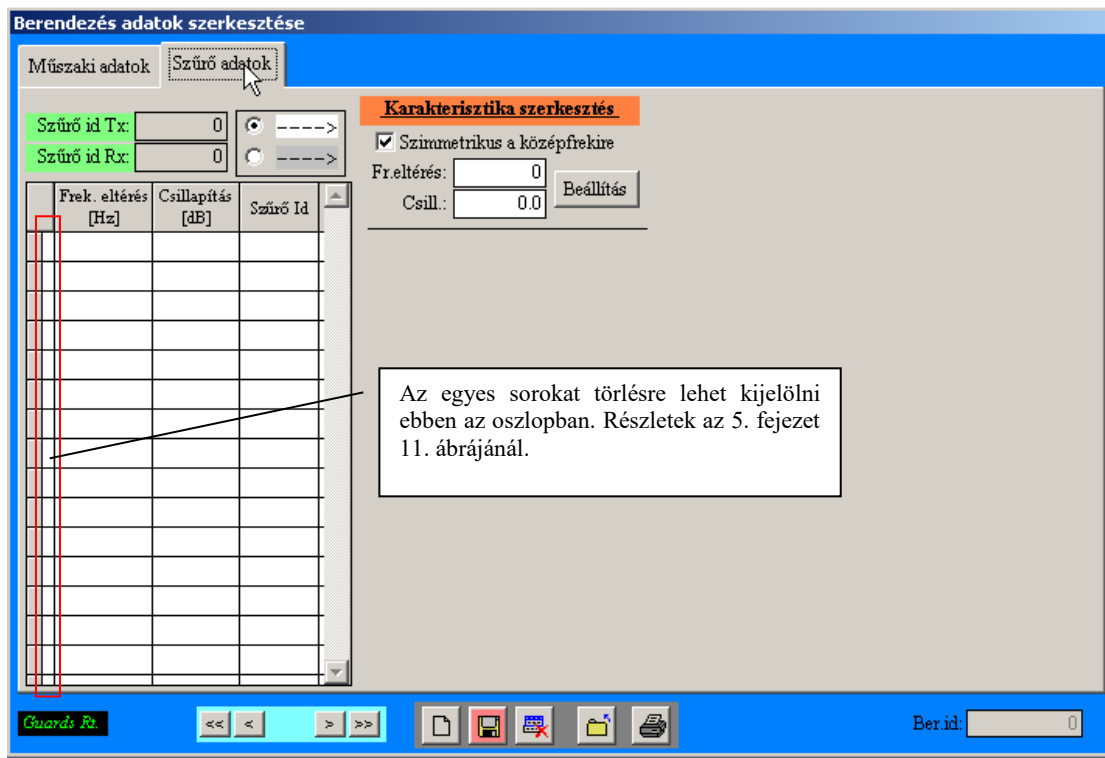 Berendezés adatok szerkesztése
Műszaki adatok
Szűrő adatok
Szűrő id Tx:
0
---->
Szűrő id Rx:
0
---->
Frek. eltérés [Hz]
Csillapítás [dB]
Szűrő Id
Karakterisztika szerkesztés
Szimmetrikus a középfrekire
Fr.eltérés:
0
Csill.:
0.0
Beállítás
Az egyes sorokat törlésre lehet kijelölni
ebben az oszlopban. Részletek az 5. fejezet
11. ábrájánál.
Guards Rt.
<<
<
>
>>
Ber.id:
0